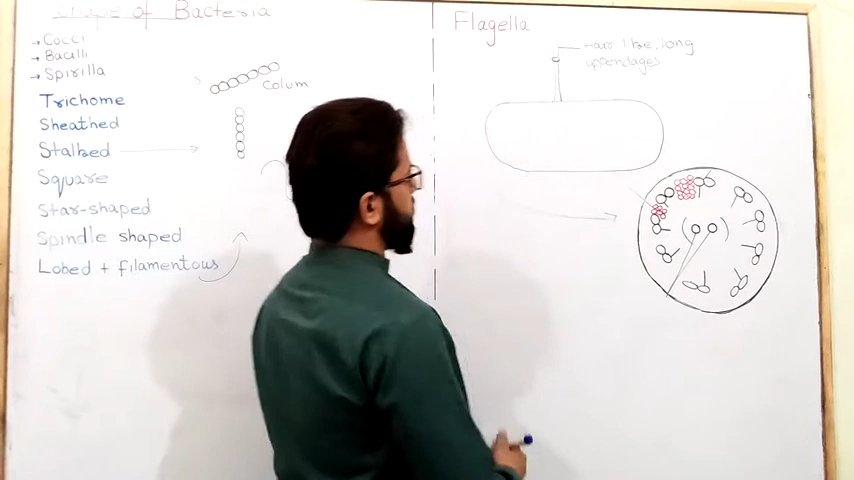 Shape of Bacteria
→ Cocci
→ Bacilli
→ Spirilla
Trichome
Sheathed
Stalked
Square
Star-shaped
Spindle shaped
Lobed + filamentous
Colum
Flagella
Hair like, long
appendages